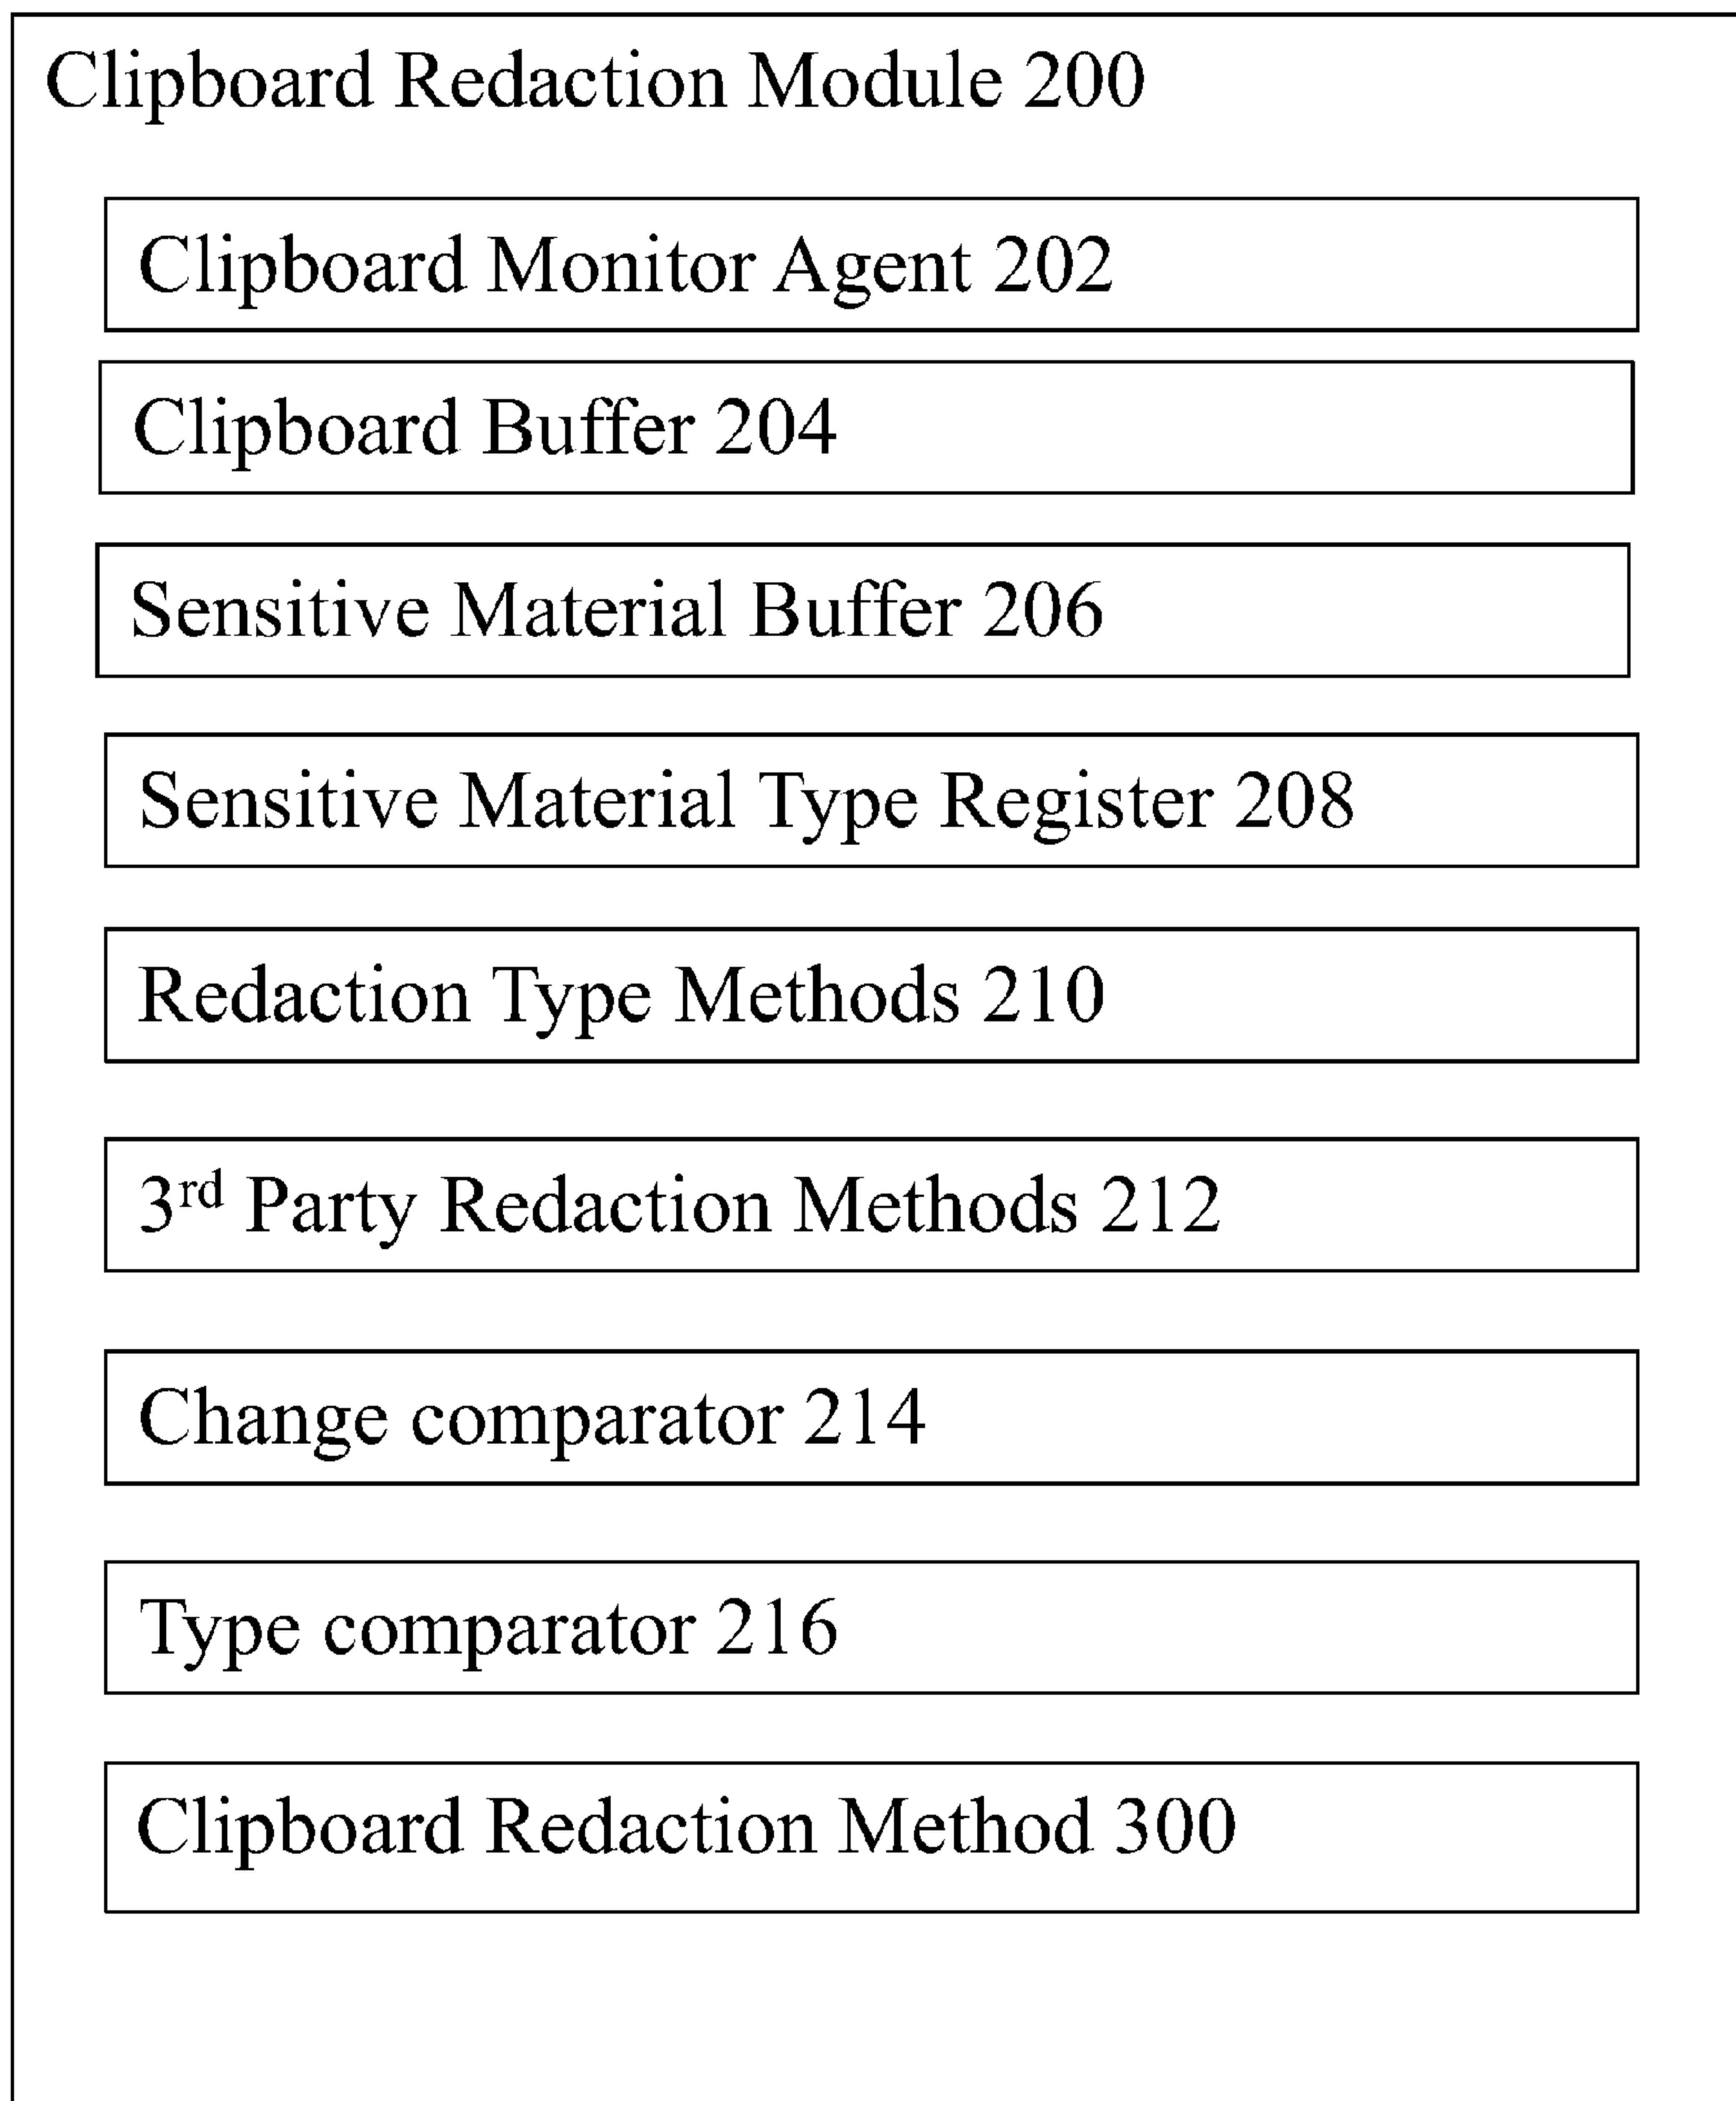 Clipboard Redaction Module 200
Clipboard Monitor Agent 202
Clipboard Buffer 204
Sensitive Material Buffer 206
Sensitive Material Type Register 208
Redaction Type Methods 210
3rd Party Redaction Methods 212
Change comparator 214
Type comparator 216
Clipboard Redaction Method 300